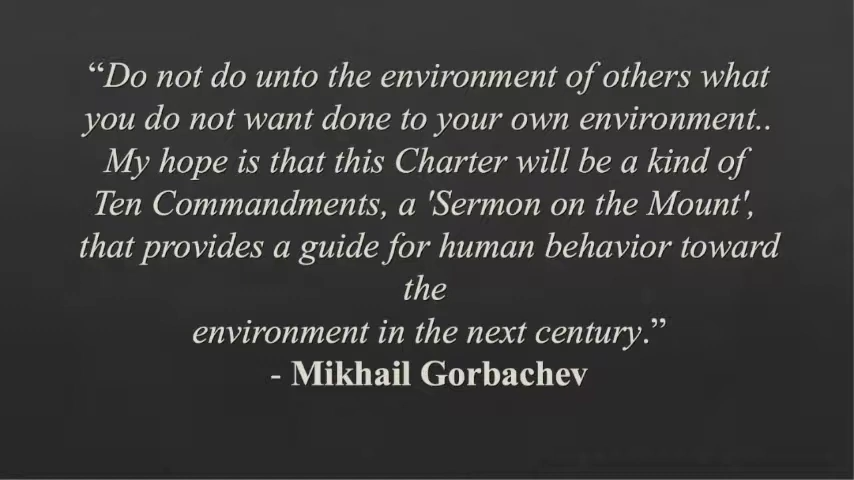 “Do not do unto the environment of others what
you do not want done to your own environment..
My hope is that this Charter will be a kind of
Ten Commandments, a 'Sermon on the Mount',
that provides a guide for human behavior toward
the
environment in the next century.”
- Mikhail Gorbachev